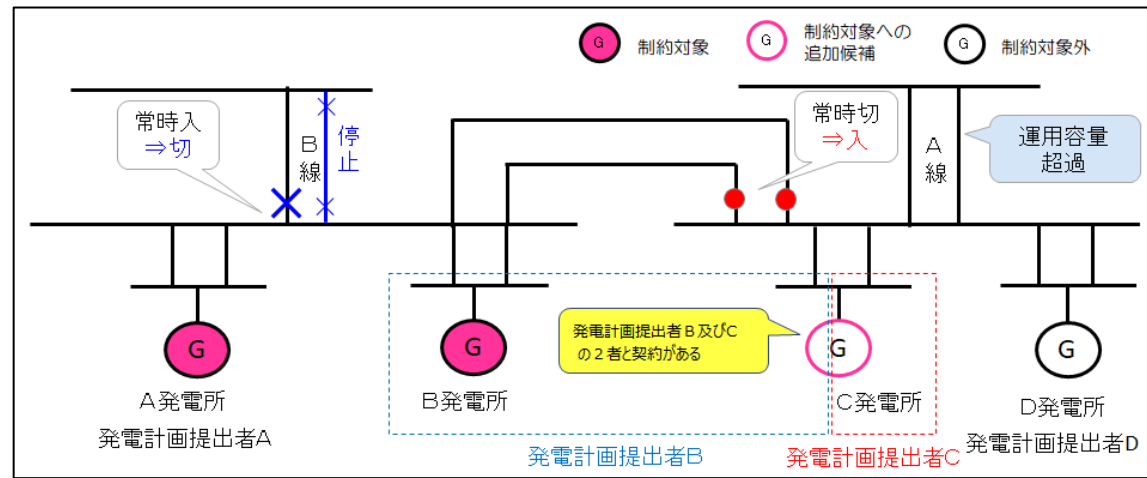 G 制約対象
G 制約対象への
追加候補
G 制約対象外
常時入
⇒切
B線
停止
常時切
⇒入
A線
運用容量
超過
発電計画提出者B及びC
の2者と契約がある
G
G
G
G
A発電所
発電計画提出者A
B発電所
C発電所
D発電所
発電計画提出者D
発電計画提出者B
発電計画提出者C